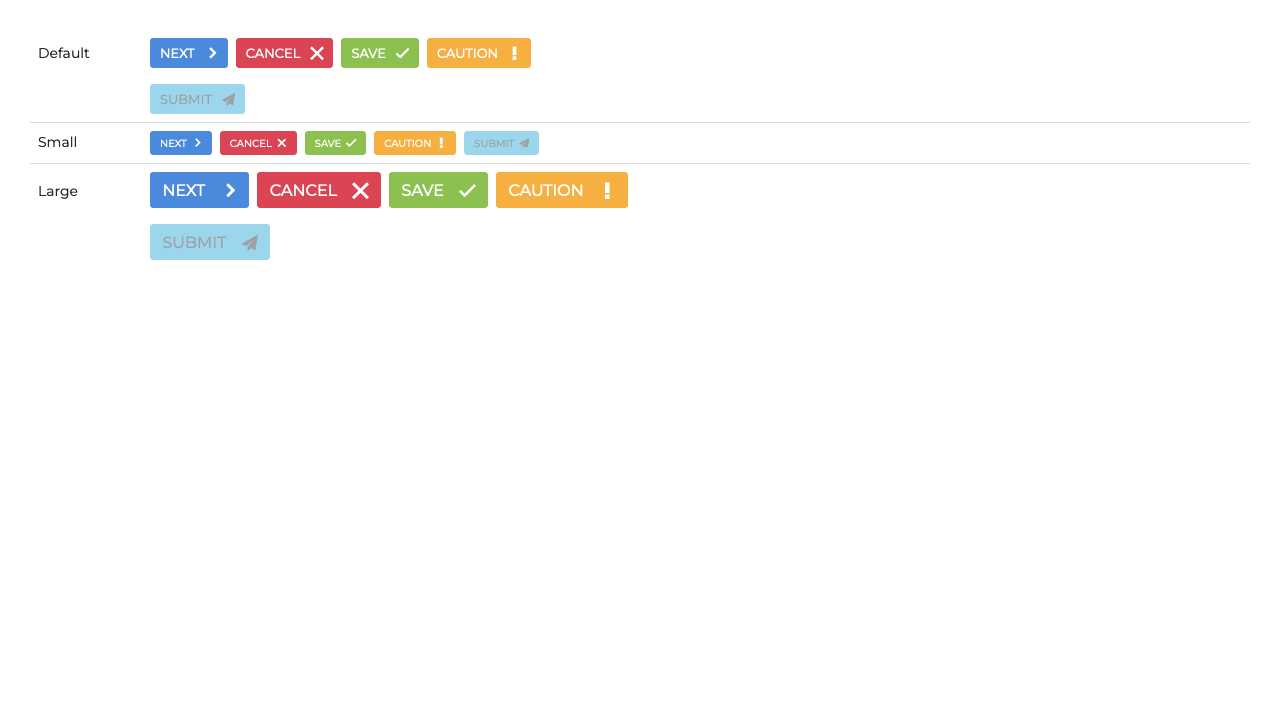 Default NEXT CANCEL SAVE CAUTION
SUBMIT
Small NEXT CANCEL SAVE CAUTION SUBMIT
Large NEXT CANCEL SAVE CAUTION
SUBMIT